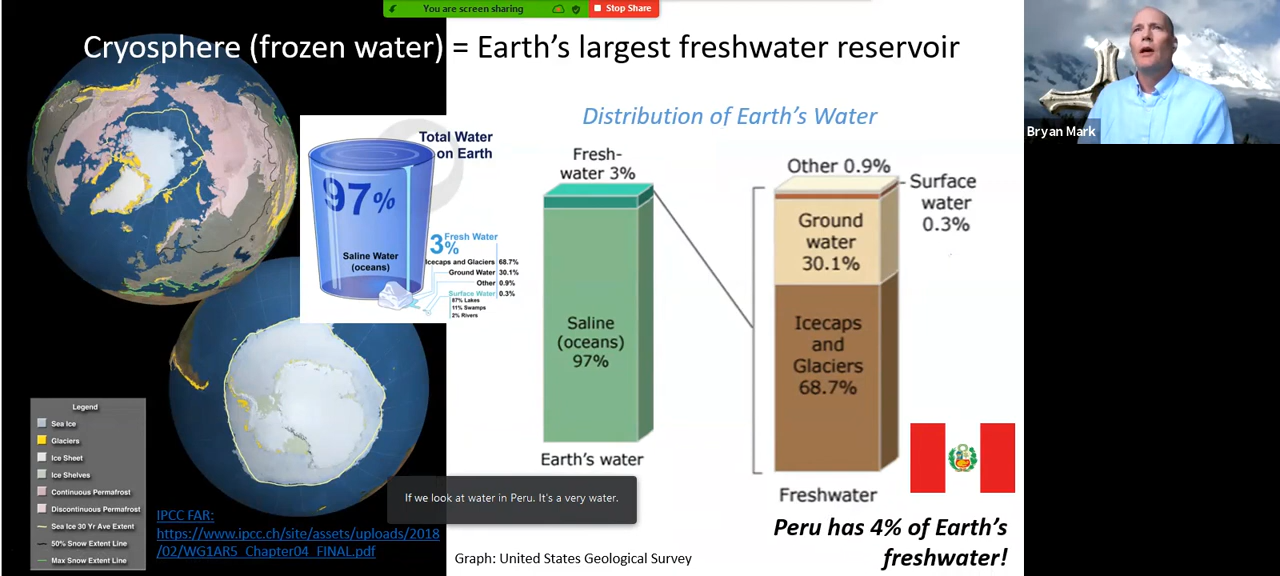 You are screen sharing
Stop Share
Cryosphere (frozen water) = Earth's largest freshwater reservoir
Bryan Mark
Distribution of Earth's Water
Total Water
on Earth
97%
Saline Water
(oceans)
3%
Fresh Water
Icecaps and Glaciers 68.7%
Ground Water 30.1%
Other 0.9%
Surface Water 0.3%
87% Lakes
11% Swamps
2% Rivers
Fresh-
water 3%
Saline
(oceans)
97%
Earth's water
Other 0.9%
Surface
water
0.3%
Ground
water
30.1%
Icecaps
and
Glaciers
68.7%
Freshwater
Legend
Sea Ice
Glaciers
Ice Sheet
Ice Shelves
Continuous Permafrost
Discontinuous Permafrost
Sea Ice 30 Yr Ave Extent
50% Snow Extent Line
Max Snow Extent Line
If we look at water in Peru. It's a very water.
IPCC FAR:
https://www.ipcc.ch/site/assets/uploads/2018
/02/WG1AR5_Chapter04_FINAL.pdf
Graph: United States Geological Survey
Peru has 4% of Earth's
freshwater!